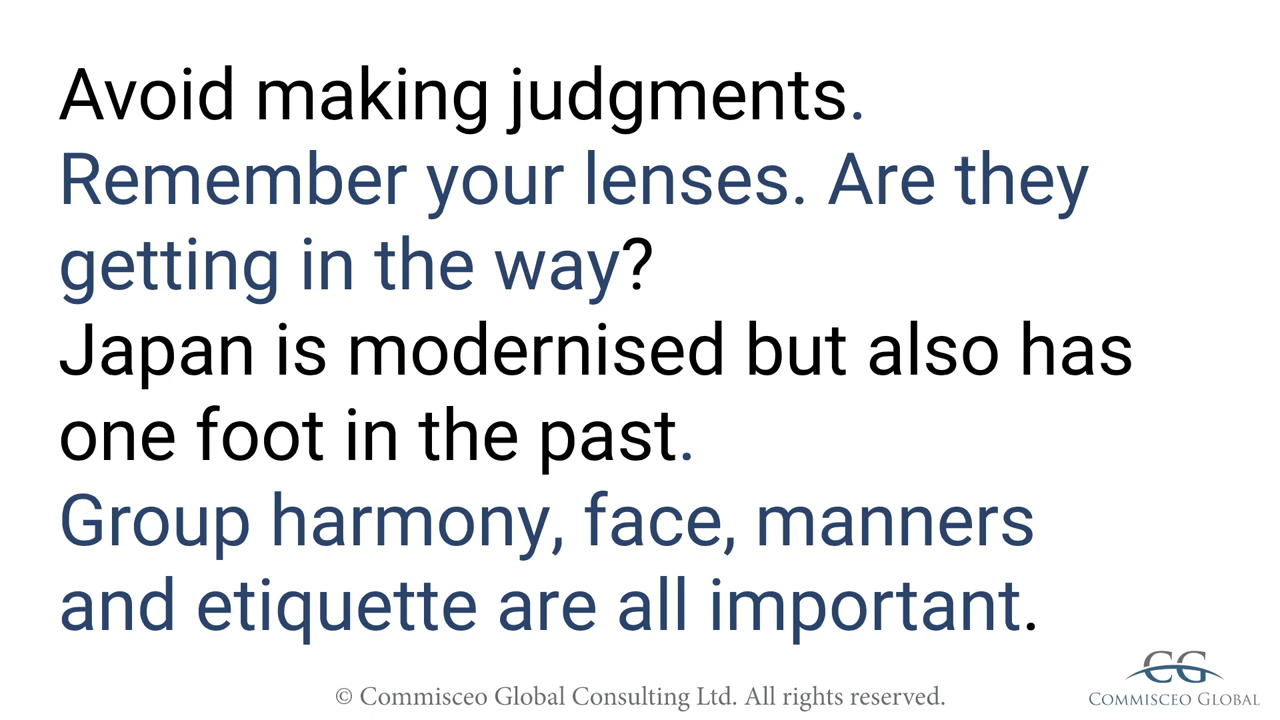 Avoid making judgments.
Remember your lenses. Are they
getting in the way?
Japan is modernised but also has
one foot in the past.
Group harmony, face, manners
and etiquette are all important.
CG
© Commisceo Global Consulting Ltd. All rights reserved.
COMMISCEO GLOBAL